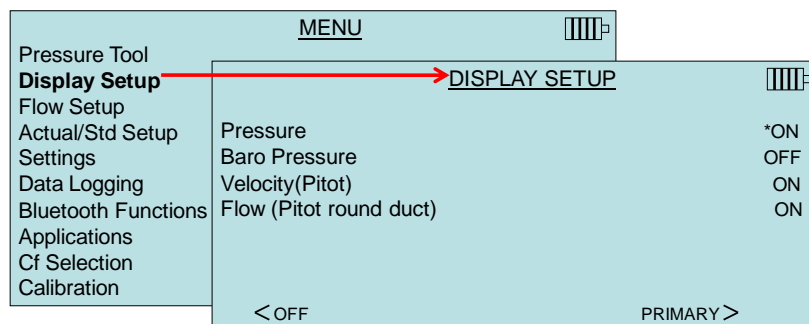 MENU
Pressure Tool
Display Setup
Flow Setup
Actual/Std Setup
Settings
Data Logging
Bluetooth Functions
Applications
Cf Selection
Calibration
DISPLAY SETUP
Pressure *ON
Baro Pressure OFF
Velocity(Pitot) ON
Flow (Pitot round duct) ON
<OFF PRIMARY>